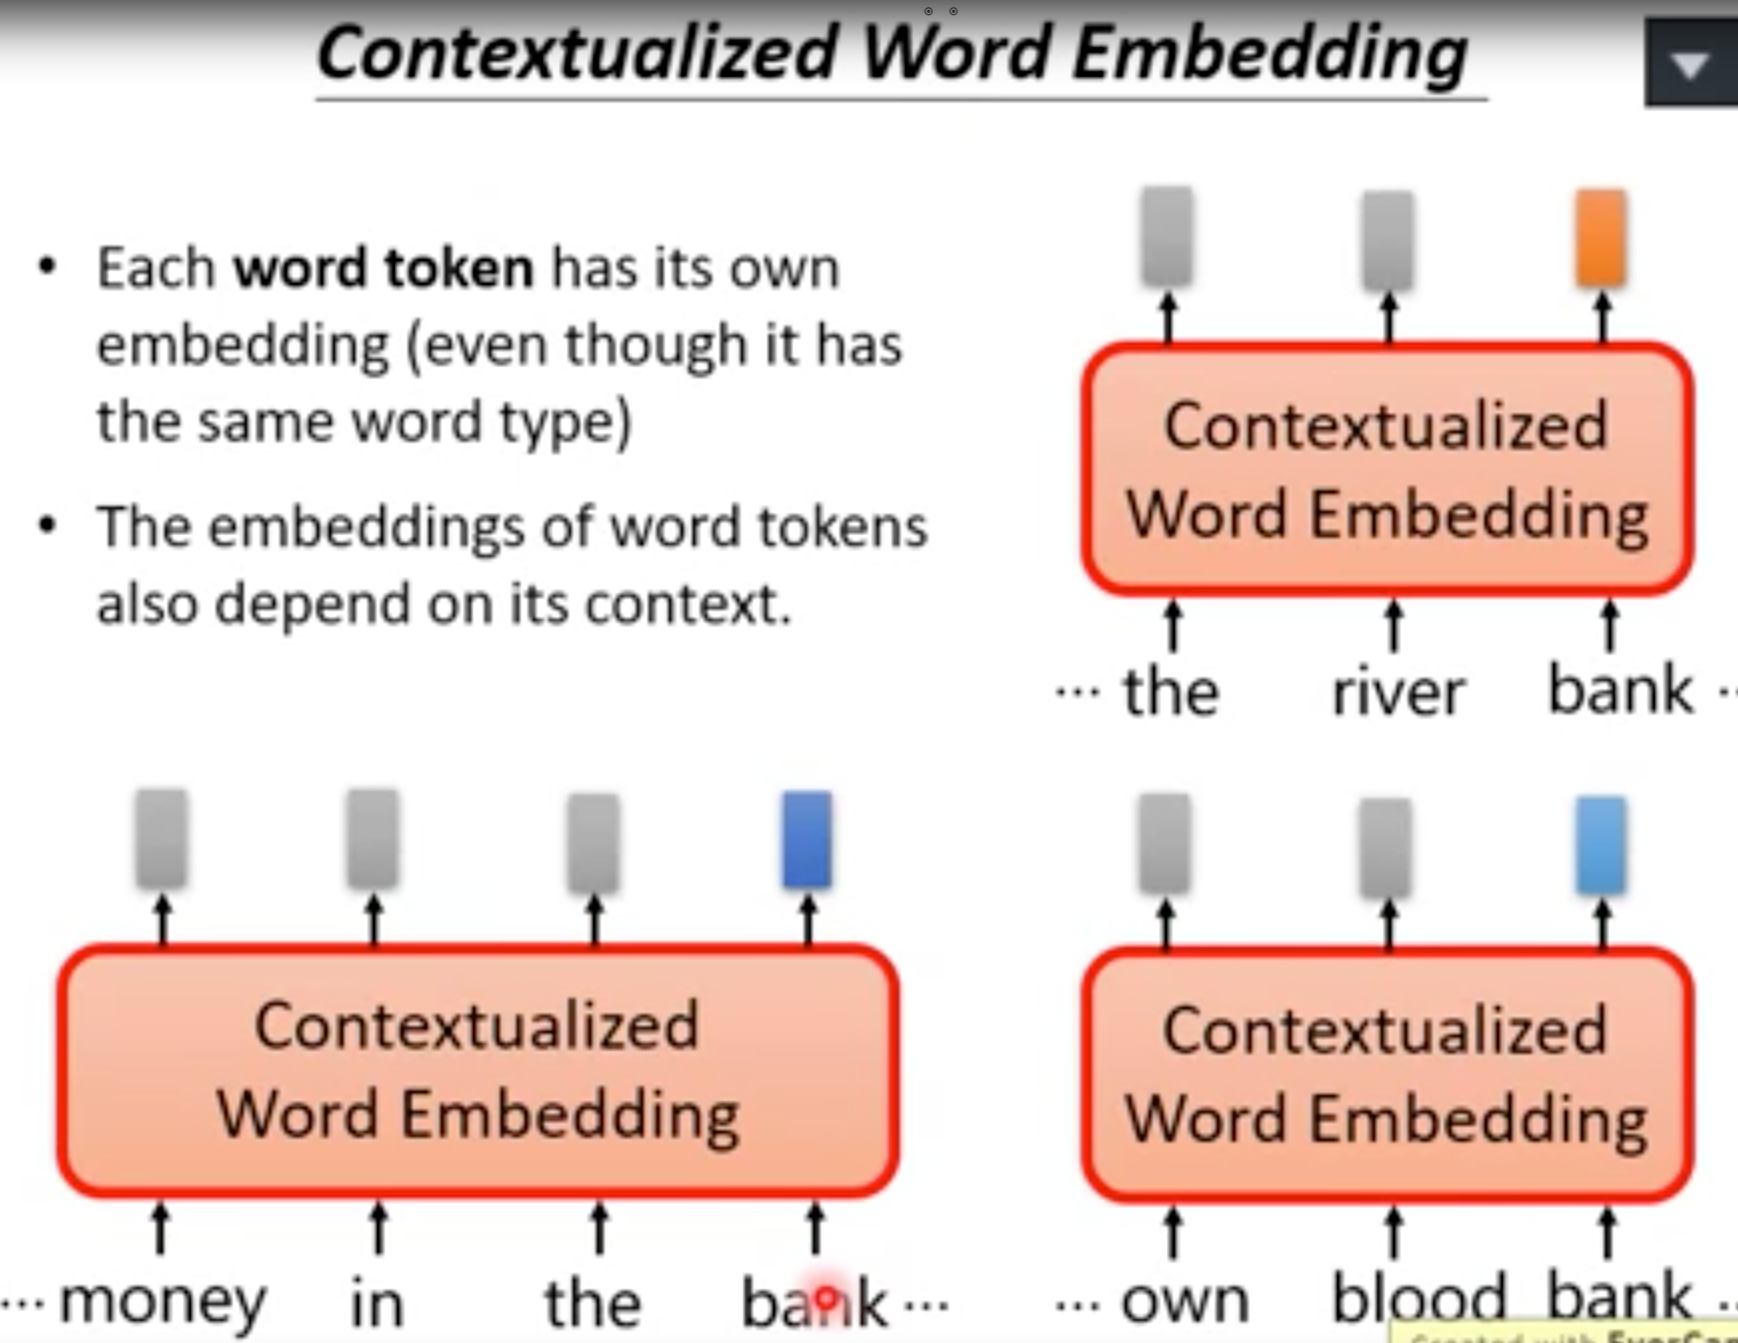 Contextualized Word Embedding
• Each word token has its own
embedding (even though it has
the same word type)
• The embeddings of word tokens
also depend on its context.
Contextualized
Word Embedding
… the river bank …
Contextualized
Word Embedding
… money in the bank …
Contextualized
Word Embedding
… own blood bank …
Created with